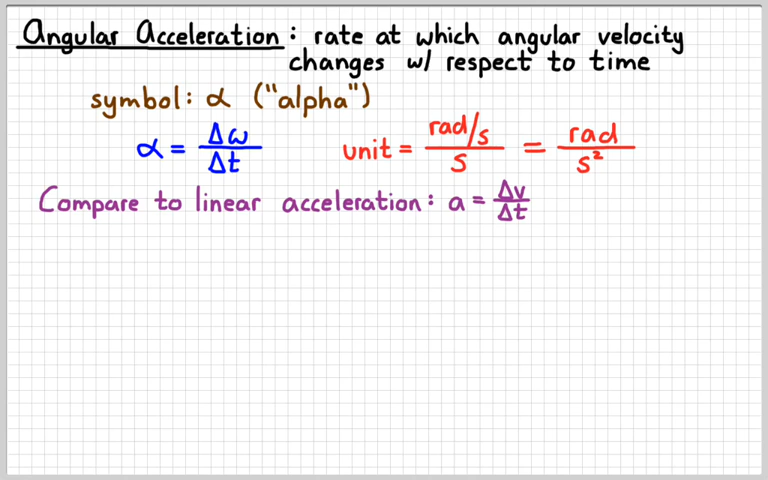 Angular Acceleration: rate at which angular velocity
changes w/ respect to time
symbol: α ("alpha")
α = Δω/Δt unit = rad/s/s = rad/s²
Compare to linear acceleration: a = Δv/Δt